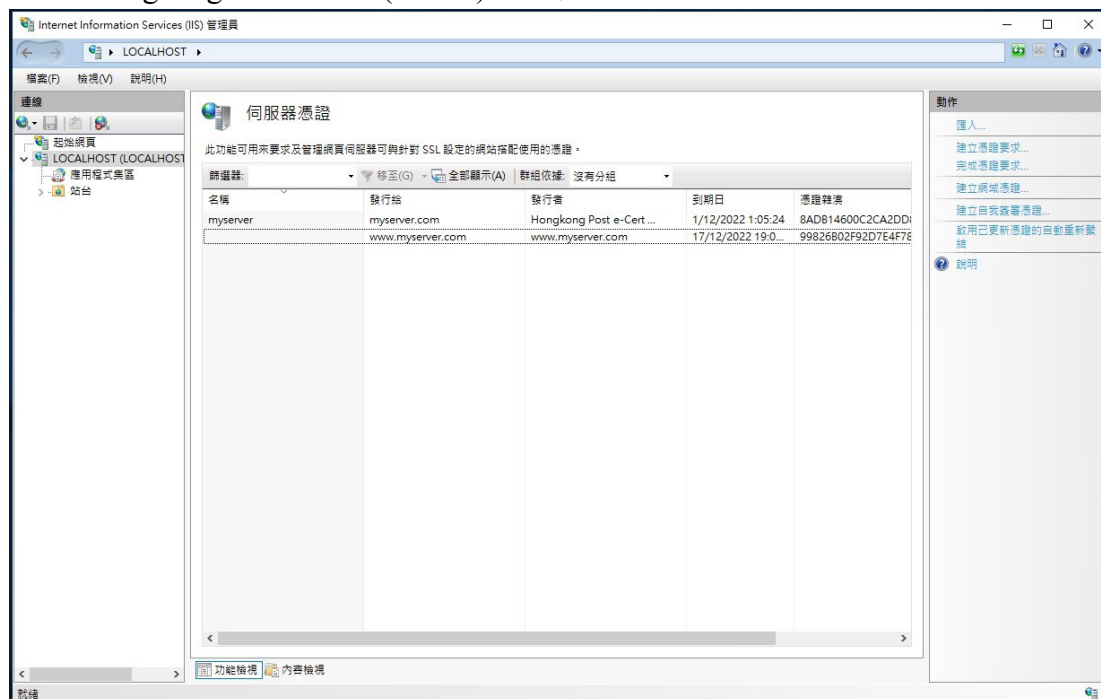 Internet Information Services (IIS) 管理員
LOCALHOST
檔案(F) 檢視(V) 說明(H)
連線
起始網頁
LOCALHOST (LOCALHOST
應用程式集區
站台
伺服器憑證
此功能可用來要求及管理網頁伺服器可與針對 SSL 設定的網站搭配使用的憑證。
篩選器: 移至(G) 全部顯示(A) 群組依據: 沒有分組
名稱 發行給 發行者 到期日 憑證雜湊
myserver myserver.com Hongkong Post e-Cert ... 1/12/2022 1:05:24 8ADB14600C2CA2DD
www.myserver.com www.myserver.com 17/12/2022 19:0... 99826B02F92D7E4F78
功能檢視 內容檢視
動作
匯入...
建立憑證要求...
完成憑證要求...
建立網域憑證...
建立自我簽署憑證...
啟用已更新憑證的自動重新繫
結
說明
就緒